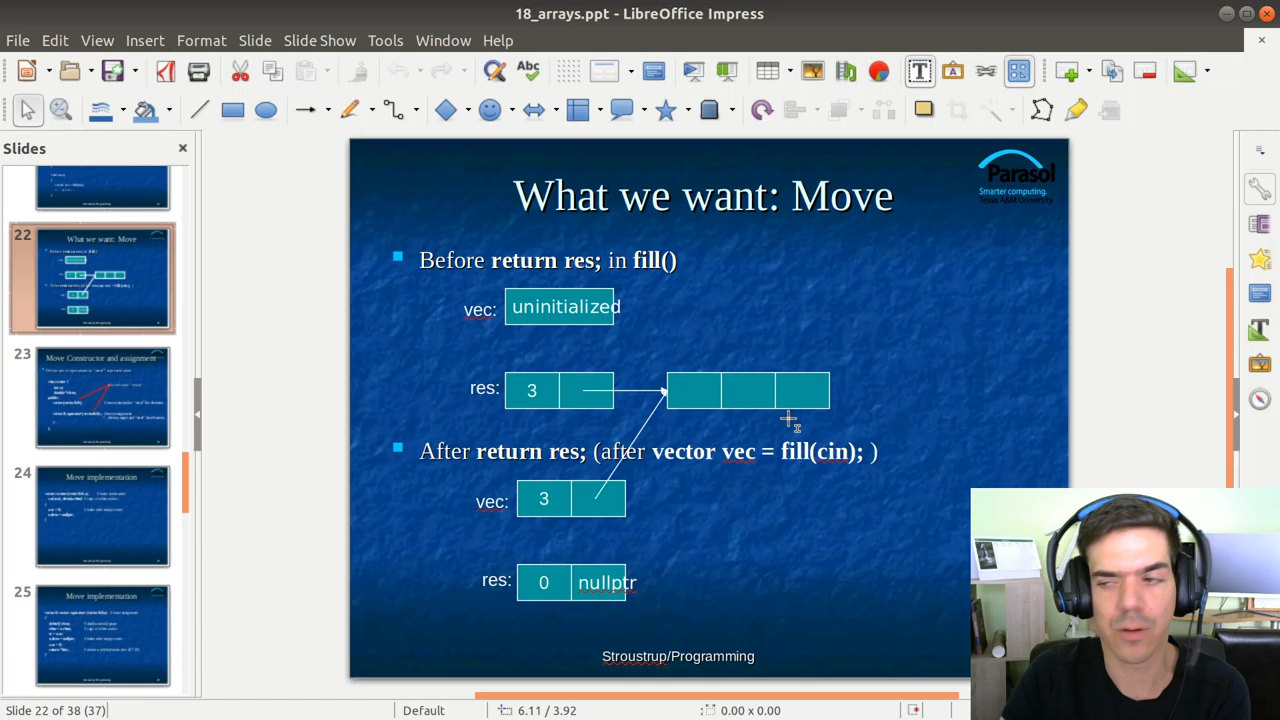 18_arrays.ppt - LibreOffice Impress
File Edit View Insert Format Slide Slide Show Tools Window Help
Abc
Slides
22
What we want: Move
23
Move Constructor and assignment
24
Move implementation
25
Move implementation
What we want: Move
Parasol
Smarter computing.
Texas A&M University
Before return res; in fill()
vec: uninitialized
res: 3
After return res; (after vector vec = fill(cin); )
vec: 3
res: 0 nullptr
Stroustrup/Programming
Slide 22 of 38 (37) Default 6.11 / 3.92 0.00 x 0.00